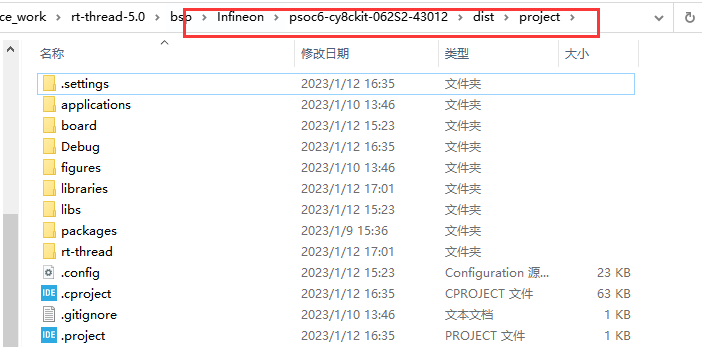 ce_work > rt-thread-5.0 > bsp > Infineon > psoc6-cy8ckit-062S2-43012 > dist > project >
名称 修改日期 类型 大小
.settings 2023/1/12 16:35 文件夹
applications 2023/1/10 13:46 文件夹
board 2023/1/12 15:23 文件夹
Debug 2023/1/12 16:35 文件夹
figures 2023/1/10 13:46 文件夹
libraries 2023/1/12 17:01 文件夹
libs 2023/1/12 15:23 文件夹
packages 2023/1/9 15:36 文件夹
rt-thread 2023/1/12 17:01 文件夹
.config 2023/1/12 15:23 Configuration 源... 23 KB
IDE .cproject 2023/1/12 16:35 CPROJECT 文件 63 KB
.gitignore 2023/1/10 13:46 文本文档 1 KB
IDE .project 2023/1/12 16:35 PROJECT 文件 1 KB